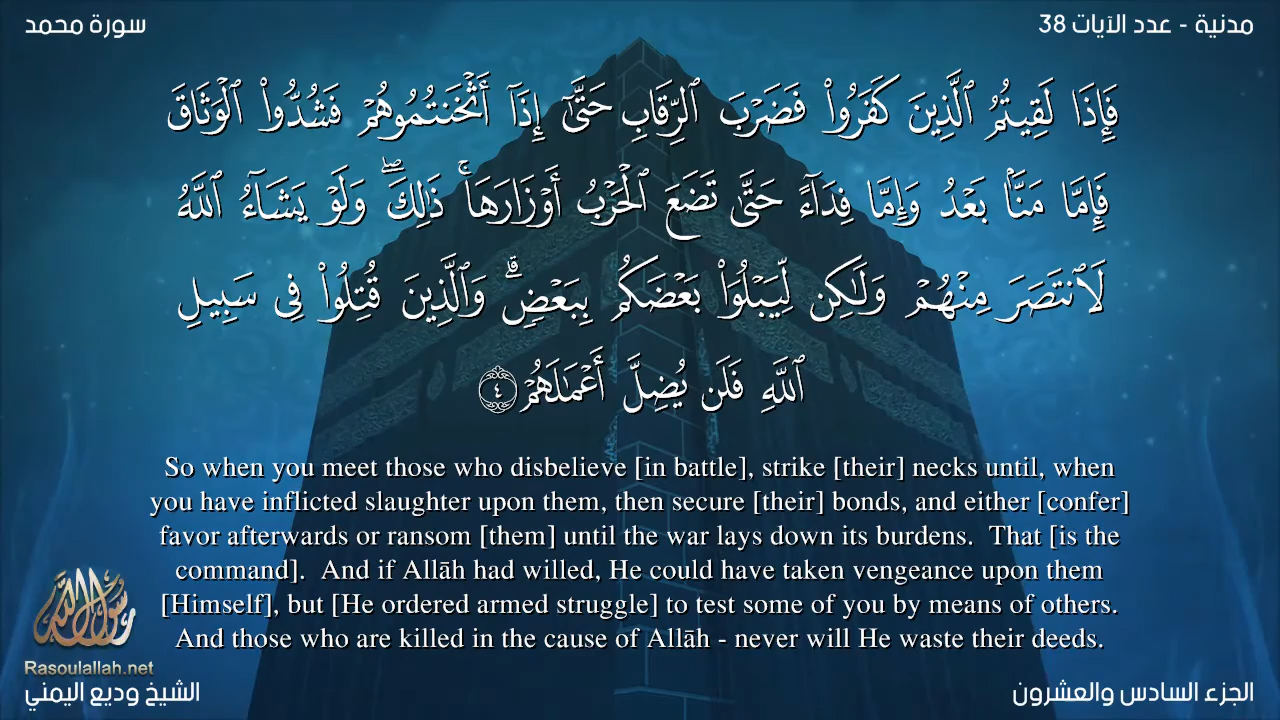 سورة محمد
مدنية - عدد الآيات 38
فَإِذَا لَقِيتُمُ ٱلَّذِينَ كَفَرُوا۟ فَضَرْبَ ٱلرِّقَابِ حَتَّىٰٓ إِذَآ أَثْخَنتُمُوهُمْ فَشُدُّوا۟ ٱلْوَثَاقَ
فَإِمَّا مَنًّۢا بَعْدُ وَإِمَّا فِدَآءً حَتَّىٰ تَضَعَ ٱلْحَرْبُ أَوْزَارَهَا ۚ ذَٰلِكَ ۖ وَلَوْ يَشَآءُ ٱللَّهُ
لَٱنتَصَرَ مِنْهُمْ وَلَٰكِن لِّيَبْلُوَا۟ بَعْضَكُم بِبَعْضٍ ۗ وَٱلَّذِينَ قُتِلُوا۟ فِى سَبِيلِ
ٱللَّهِ فَلَن يُضِلَّ أَعْمَٰلَهُمْ ٤
So when you meet those who disbelieve [in battle], strike [their] necks until, when
you have inflicted slaughter upon them, then secure [their] bonds, and either [confer]
favor afterwards or ransom [them] until the war lays down its burdens.  That [is the
command].  And if Allāh had willed, He could have taken vengeance upon them
[Himself], but [He ordered armed struggle] to test some of you by means of others.
And those who are killed in the cause of Allāh - never will He waste their deeds.
رسول الله
Rasoulallah.net
الشيخ وديع اليمني
الجزء السادس والعشرون